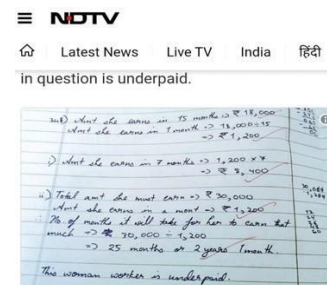 NDTV
Latest News Live TV India हिंदी
in question is underpaid.
Amt she earns in 15 months => ₹ 18,000
Amt she earns in 1 month => 18,000 ÷ 15
=> ₹ 1,200
i) Amt she earns in 7 months => 1,200 × 7
=> ₹ 8,400
ii) Total amt she must earn => ₹ 30,000
Amt she earns in a mont => ₹ 1,200
∴ No. of months it will take for her to earn that
much => 30,000 ÷ 1,200
=> 25 months or 2 years 1 month.
This woman worker is underpaid.